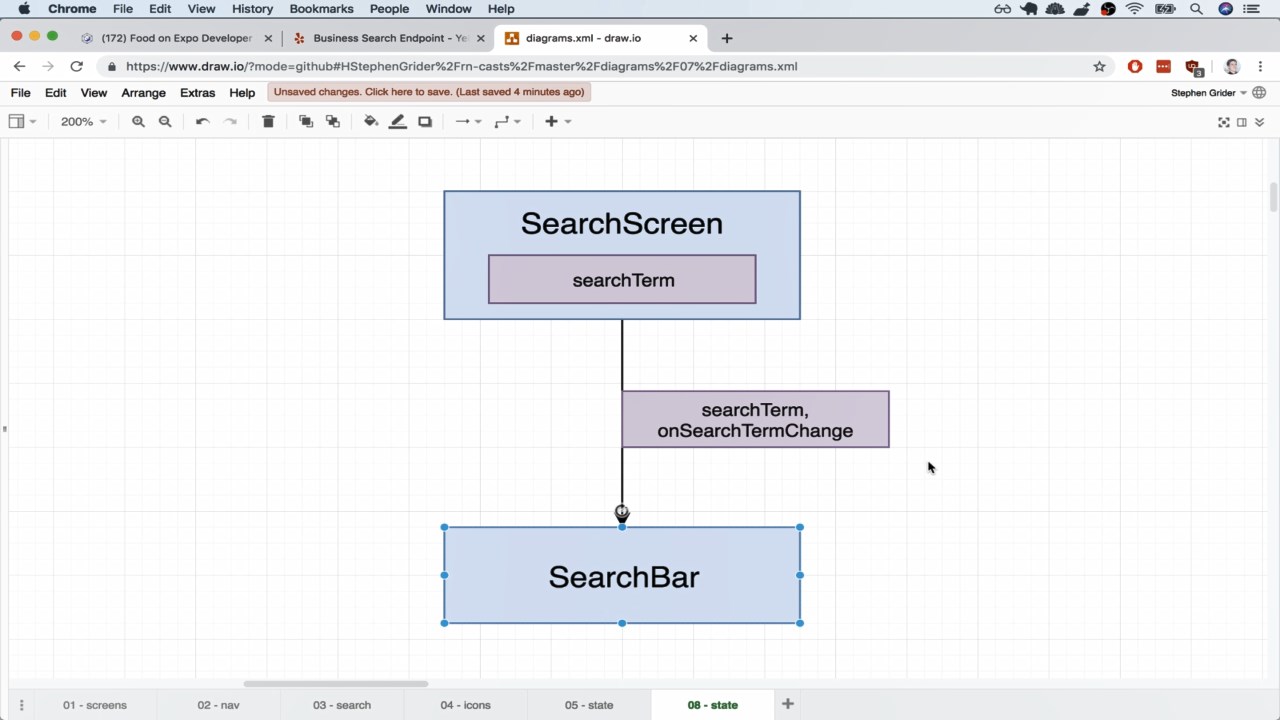 Chrome File Edit View History Bookmarks People Window Help
(172) Food on Expo Developer
Business Search Endpoint - Ye
diagrams.xml - draw.io
https://www.draw.io/?mode=github#HStephenGrider%2Frn-casts%2Fmaster%2Fdiagrams%2F07%2Fdiagrams.xml
3
File Edit View Arrange Extras Help
Unsaved changes. Click here to save. (Last saved 4 minutes ago)
Stephen Grider
200%
SearchScreen
searchTerm
searchTerm,
onSearchTermChange
SearchBar
01 - screens
02 - nav
03 - search
04 - icons
05 - state
08 - state